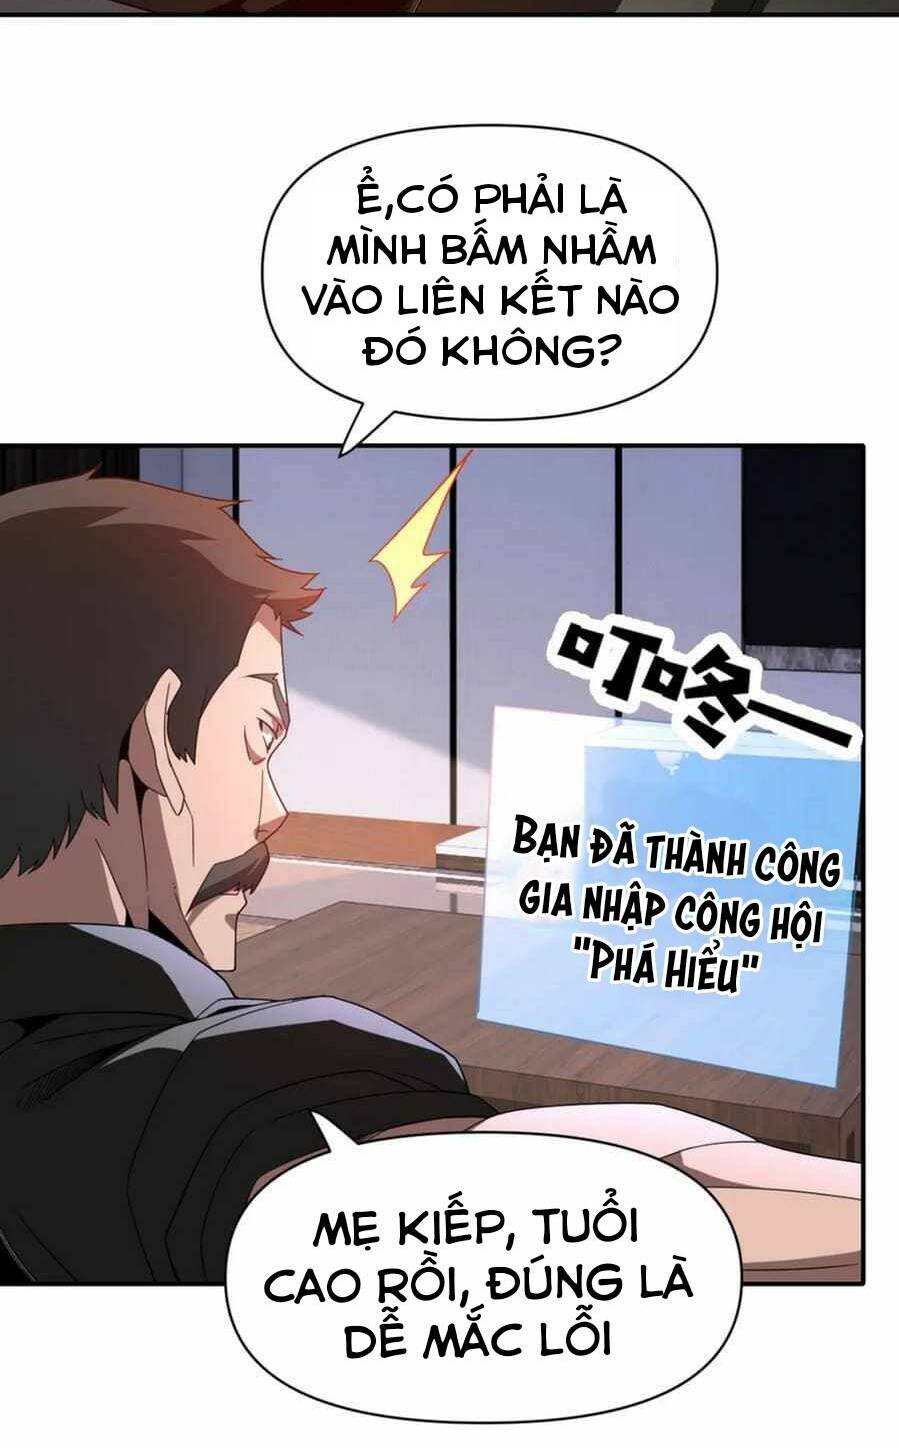 Ể,CÓ PHẢI LÀ
MÌNH BẤM NHẦM
VÀO LIÊN KẾT NÀO
ĐÓ KHÔNG?
叮咚一
BẠN ĐÃ THÀNH CÔNG
GIA NHẬP CÔNG HỘI
"PHÁ HIỂU"
MẸ KIẾP, TUỔI
CAO RỒI, ĐÚNG LÀ
DỄ MẮC LỖI